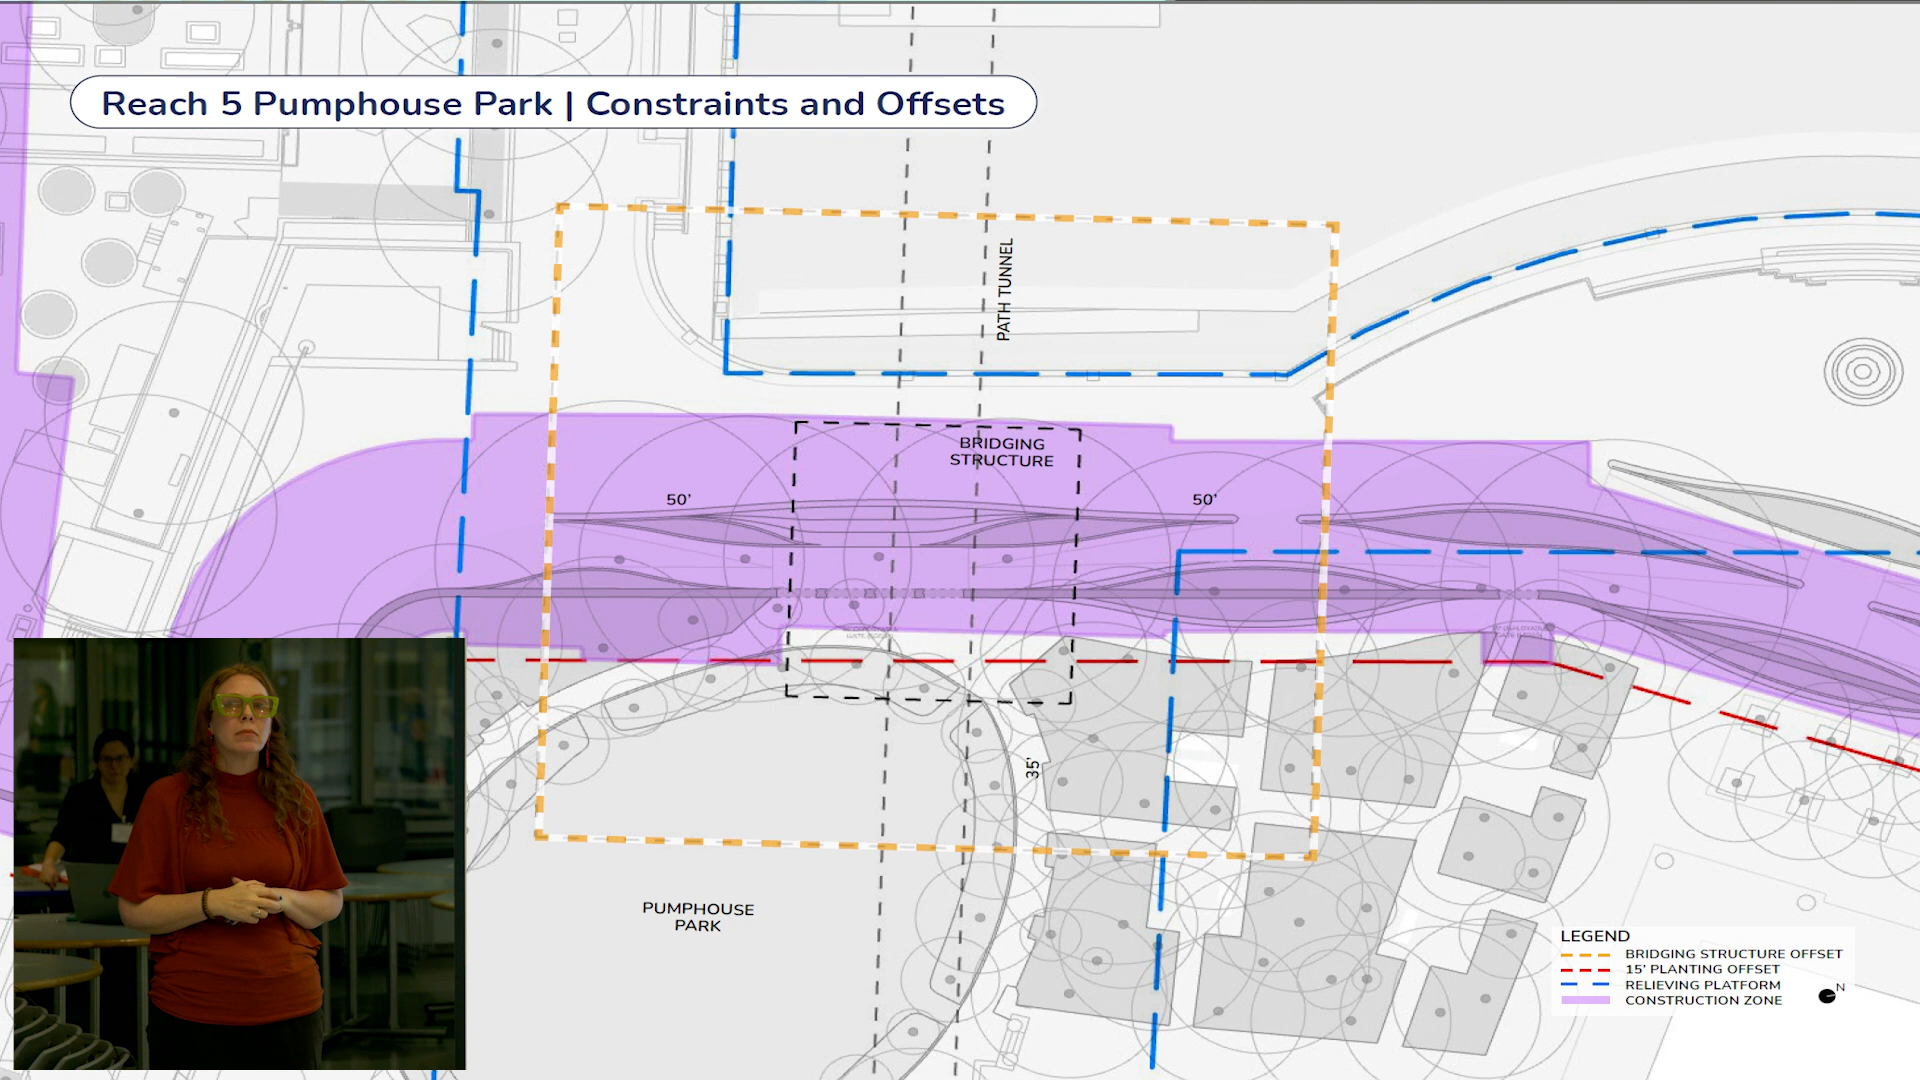 Reach 5 Pumphouse Park | Constraints and Offsets
PATH TUNNEL
BRIDGING
STRUCTURE
50’
50’
35’
PUMPHOUSE
PARK
LEGEND
BRIDGING STRUCTURE OFFSET
15’ PLANTING OFFSET
RELIEVING PLATFORM
CONSTRUCTION ZONE
N